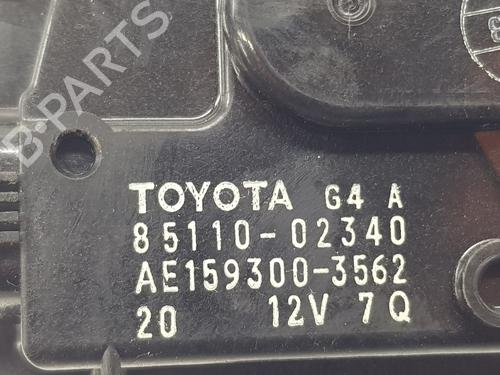 B-PARTS
TOYOTA G4 A
85110-02340
AE159300-3562
20 12V 7Q